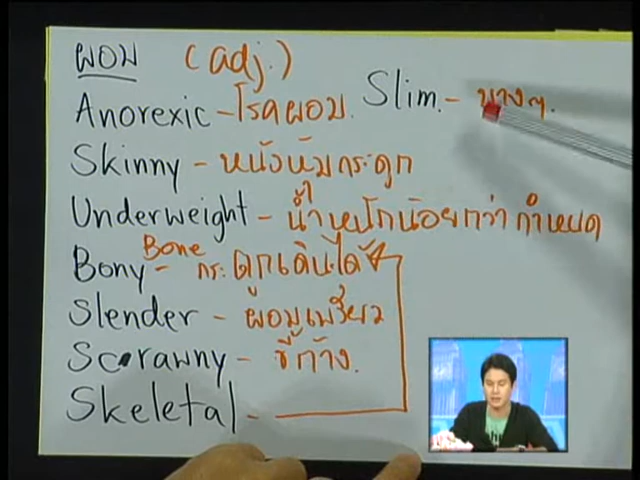 ผอม (adj.)
Anorexic - โรคผอม. Slim. - บางๆ.
Skinny - หนังหุ้มกระดูก
Underweight - น้ำหนักน้อยกว่ากำหนด
Bone
Bony - กระดูกเดินได้
Slender - ผอมเพรียว
Scrawny - ขี้ก้าง.
Skeletal -